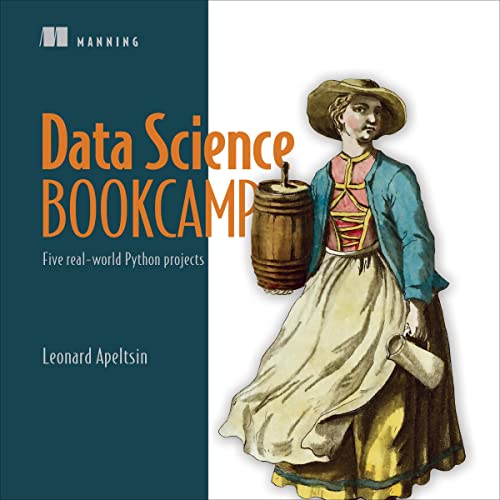 MANNING
Data Science
BOOKCAMP
Five real-world Python projects
Leonard Apeltsin